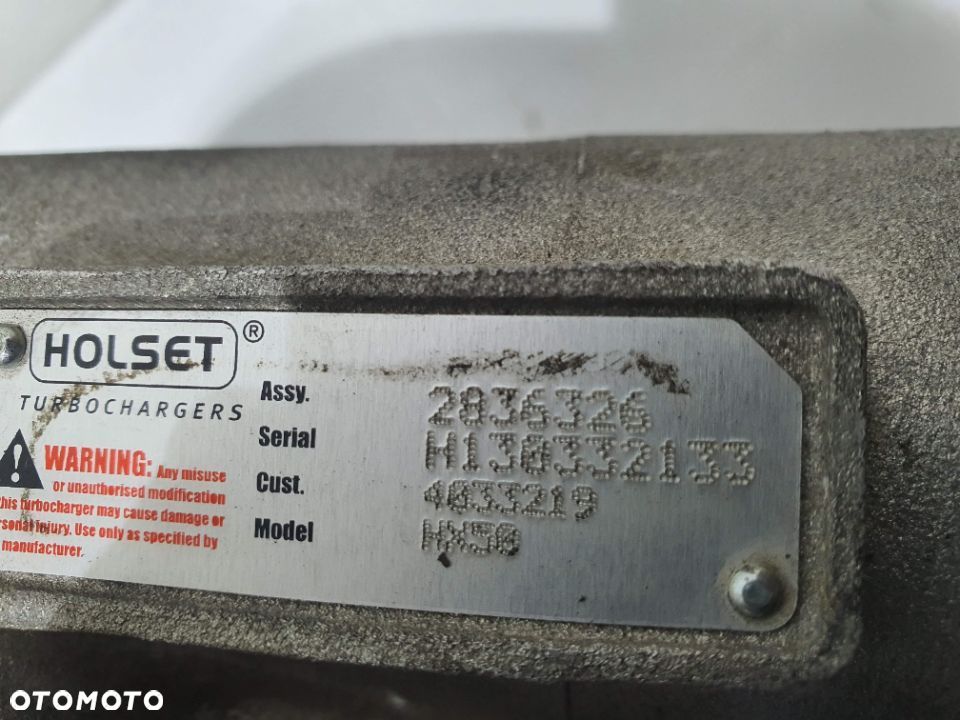 HOLSET®
TURBOCHARGERS
WARNING: Any misuse
or unauthorised modification
this turbocharger may cause damage or
personal injury. Use only as specified by
manufacturer.
Assy. 2836326
Serial H130332133
Cust. 4033219
Model HX50
OTOMOTO